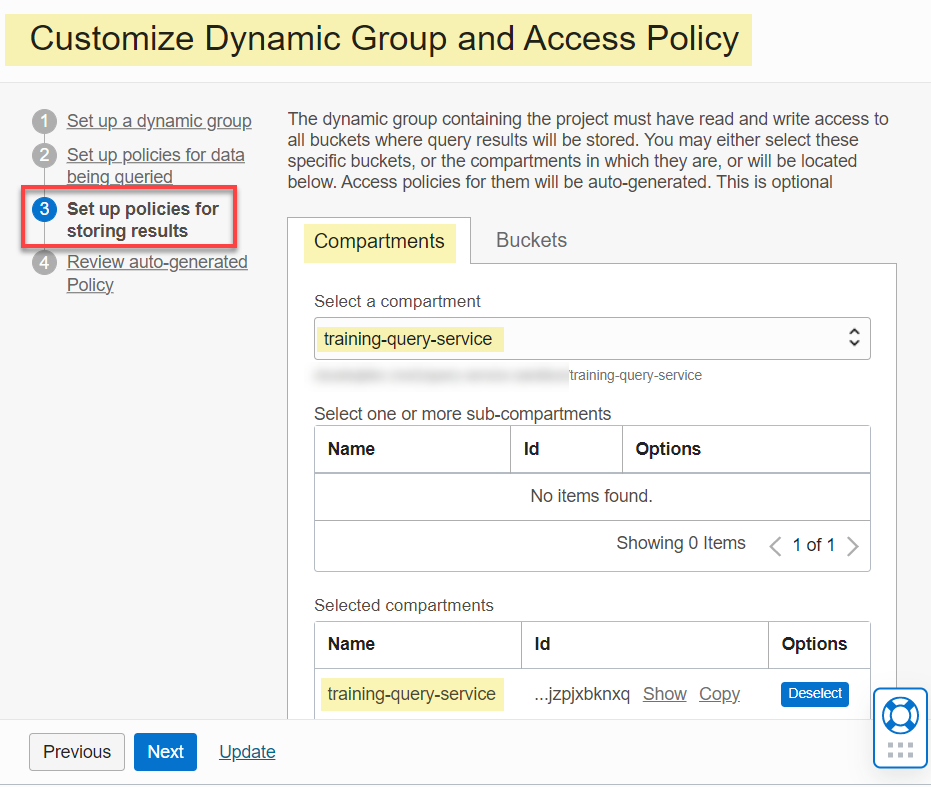 Customize Dynamic Group and Access Policy
1 Set up a dynamic group
2 Set up policies for data
being queried
3 Set up policies for
storing results
4 Review auto-generated
Policy
The dynamic group containing the project must have read and write access to
all buckets where query results will be stored. You may either select these
specific buckets, or the compartments in which they are, or will be located
below. Access policies for them will be auto-generated. This is optional
Compartments Buckets
Select a compartment
training-query-service
/training-query-service
Select one or more sub-compartments
Name Id Options
No items found.
Showing 0 Items 1 of 1
Selected compartments
Name Id Options
training-query-service ...jzpjxbknxq Show Copy Deselect
Previous Next Update